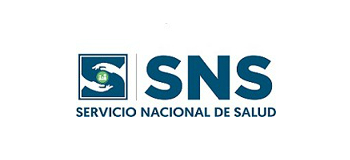 SNS
SERVICIO NACIONAL DE SALUD